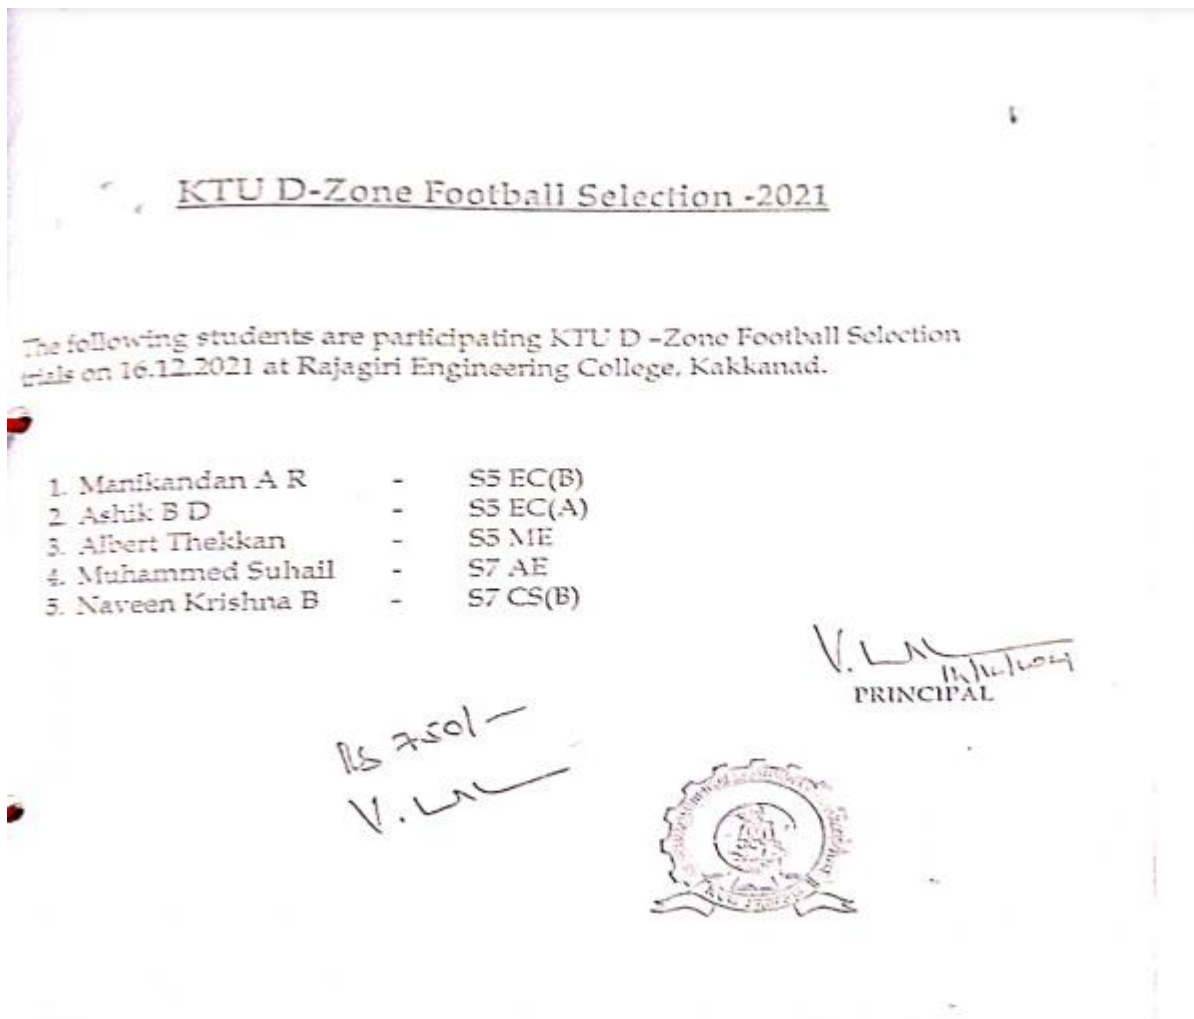 KTU D-Zone Football Selection -2021
The following students are participating KTU D -Zone Football Selection
trials on 16.12.2021 at Rajagiri Engineering College, Kakkanad.
1. Manikandan A R - S5 EC(B)
2 Ashik B D - S5 EC(A)
3. Albert Thekkan - S5 ME
4. Muhammed Suhail - S7 AE
5. Naveen Krishna B - S7 CS(B)
PRINCIPAL
Rs 750/-